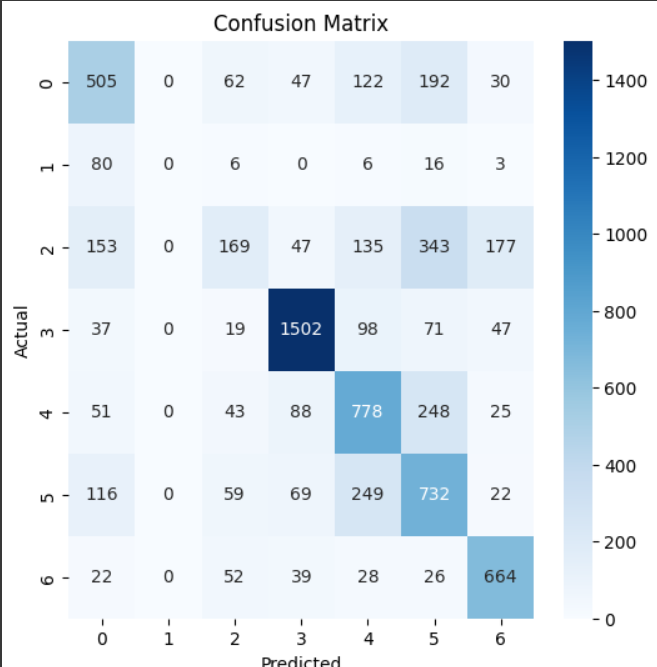 Confusion Matrix
0 505 0 62 47 122 192 30
1 80 0 6 0 6 16 3
2 153 0 169 47 135 343 177
3 37 0 19 1502 98 71 47
4 51 0 43 88 778 248 25
5 116 0 59 69 249 732 22
6 22 0 52 39 28 26 664
0 1 2 3 4 5 6
Predicted
Actual
1400
1200
1000
800
600
400
200
0